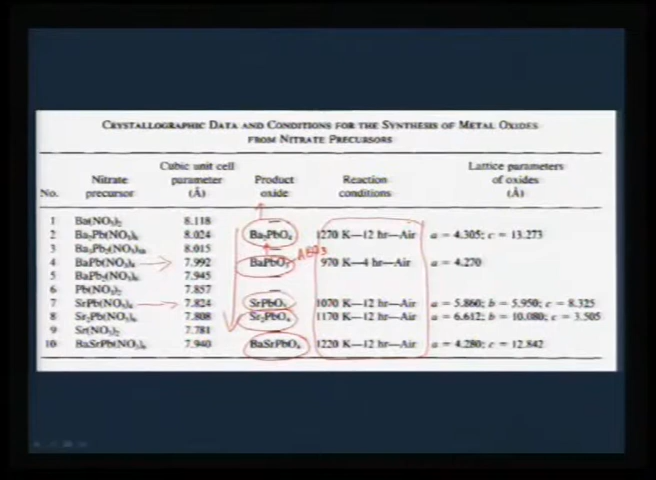 CRYSTALLOGRAPHIC DATA AND CONDITIONS FOR THE SYNTHESIS OF METAL OXIDES
FROM NITRATE PRECURSORS
No. Nitrate precursor Cubic unit cell parameter (Å) Product oxide Reaction conditions Lattice parameters of oxides (Å)
1 Ba(NO₃)₂ 8.118 —
2 Ba₂Pb(NO₃)₆ 8.024 Ba₂PbO₄ 1270 K—12 hr—Air a = 4.305; c = 13.273
3 8.015 —
4 BaPb(NO₃)₄ 7.992 BaPbO₃ ABO3 970 K—4 hr—Air a = 4.270
5 BaPb₂(NO₃)₆ 7.945
6 Pb(NO₃)₂ 7.857 —
7 SrPb(NO₃)₄ 7.824 SrPbO₃ 1070 K—12 hr—Air a = 5.860; b = 5.950; c = 8.325
8 Sr₂Pb(NO₃)₆ 7.808 Sr₂PbO₄ 1170 K—12 hr—Air a = 6.612; b = 10.080; c = 3.505
9 Sr(NO₃)₂ 7.781
10 BaSrPb(NO₃)₆ 7.940 BaSrPbO₄ 1220 K—12 hr—Air a = 4.280; c = 12.842